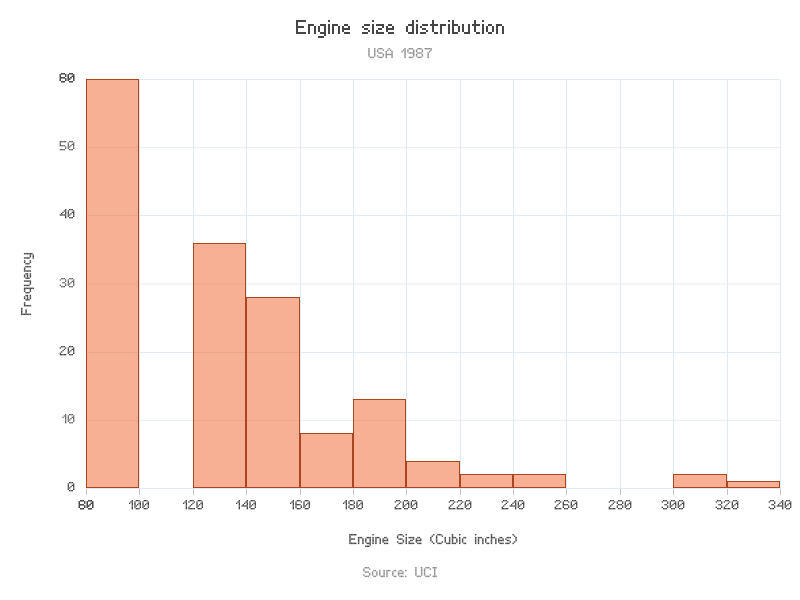 Engine size distribution
USA 1987
60
50
40
30
20
10
0
Frequency
80 100 120 140 160 180 200 220 240 260 280 300 320 340
Engine Size (Cubic inches)
Source: UCI